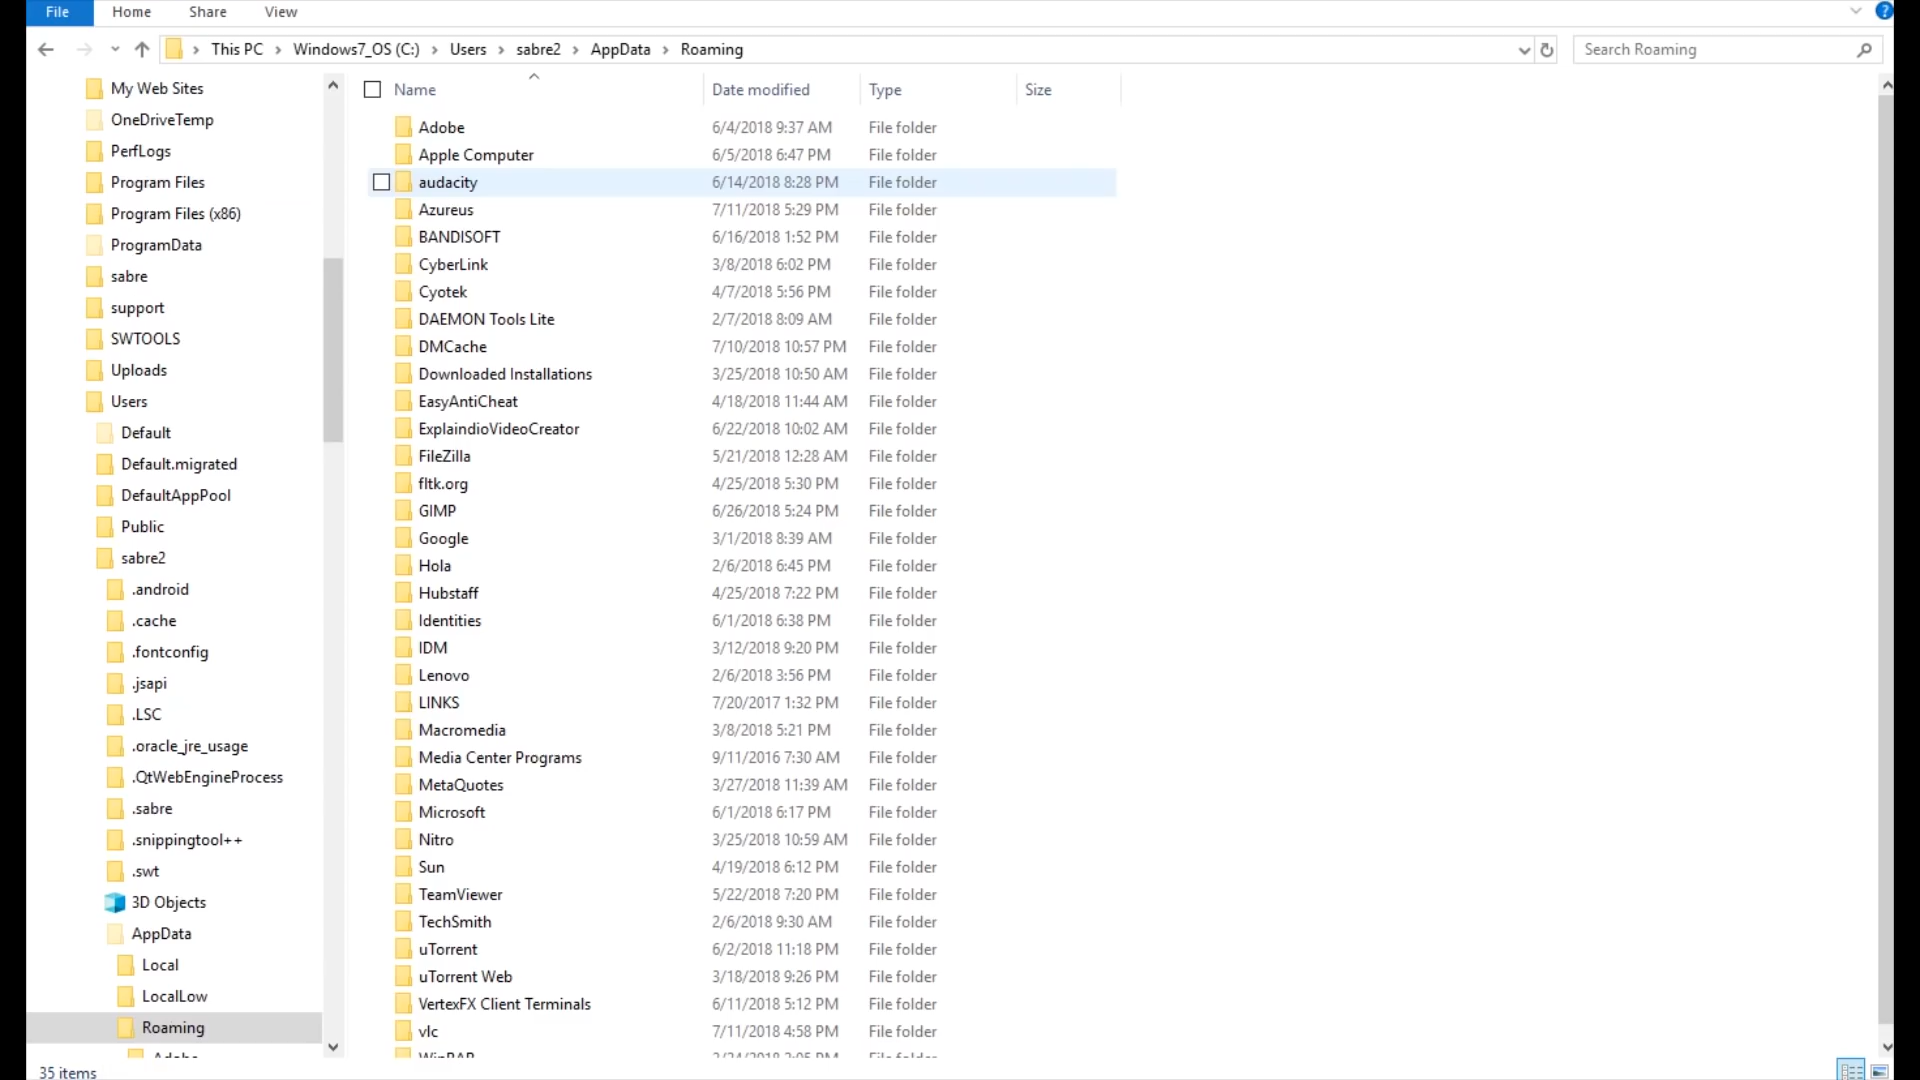 File Home Share View
This PC Windows7_OS (C:) Users sabre2 AppData Roaming Search Roaming
My Web Sites
OneDriveTemp
PerfLogs
Program Files
Program Files (x86)
ProgramData
sabre
support
SWTOOLS
Uploads
Users
Default
Default.migrated
DefaultAppPool
Public
sabre2
.android
.cache
.fontconfig
.jsapi
.LSC
.oracle_jre_usage
.QtWebEngineProcess
.sabre
.snippingtool++
.swt
3D Objects
AppData
Local
LocalLow
Roaming
Adobe
Name Date modified Type Size
Adobe 6/4/2018 9:37 AM File folder
Apple Computer 6/5/2018 6:47 PM File folder
audacity 6/14/2018 8:28 PM File folder
Azureus 7/11/2018 5:29 PM File folder
BANDISOFT 6/16/2018 1:52 PM File folder
CyberLink 3/8/2018 6:02 PM File folder
Cyotek 4/7/2018 5:56 PM File folder
DAEMON Tools Lite 2/7/2018 8:09 AM File folder
DMCache 7/10/2018 10:57 PM File folder
Downloaded Installations 3/25/2018 10:50 AM File folder
EasyAntiCheat 4/18/2018 11:44 AM File folder
ExplaindioVideoCreator 6/22/2018 10:02 AM File folder
FileZilla 5/21/2018 12:28 AM File folder
fltk.org 4/25/2018 5:30 PM File folder
GIMP 6/26/2018 5:24 PM File folder
Google 3/1/2018 8:39 AM File folder
Hola 2/6/2018 6:45 PM File folder
Hubstaff 4/25/2018 7:22 PM File folder
Identities 6/1/2018 6:38 PM File folder
IDM 3/12/2018 9:20 PM File folder
Lenovo 2/6/2018 3:56 PM File folder
LINKS 7/20/2017 1:32 PM File folder
Macromedia 3/8/2018 5:21 PM File folder
Media Center Programs 9/11/2016 7:30 AM File folder
MetaQuotes 3/27/2018 11:39 AM File folder
Microsoft 6/1/2018 6:17 PM File folder
Nitro 3/25/2018 10:59 AM File folder
Sun 4/19/2018 6:12 PM File folder
TeamViewer 5/22/2018 7:20 PM File folder
TechSmith 2/6/2018 9:30 AM File folder
uTorrent 6/2/2018 11:18 PM File folder
uTorrent Web 3/18/2018 9:26 PM File folder
VertexFX Client Terminals 6/11/2018 5:12 PM File folder
vlc 7/11/2018 4:58 PM File folder
WinRAR File folder
35 items